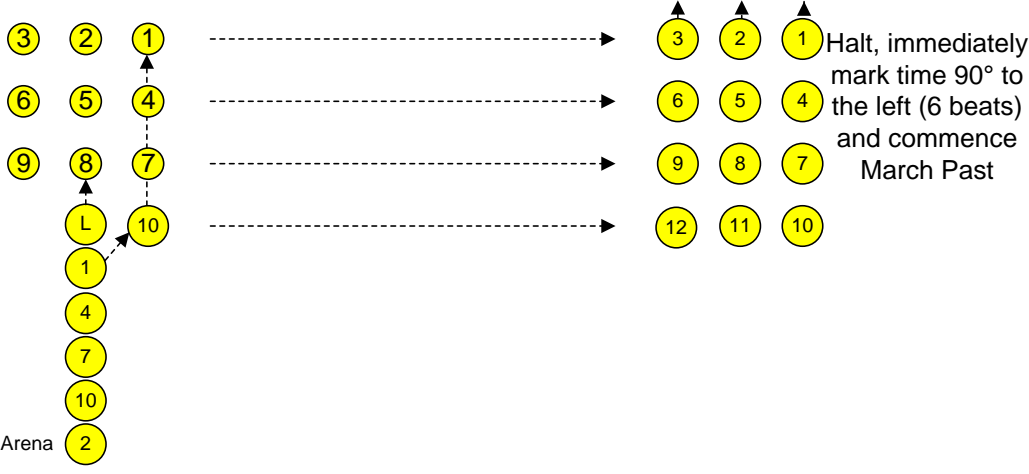 3 2 1
3 2 1
6 5 4
6 5 4
9 8 7
9 8 7
L 10
12 11 10
1
4
7
10
Arena 2
Halt, immediately
mark time 90° to
the left (6 beats)
and commence
March Past